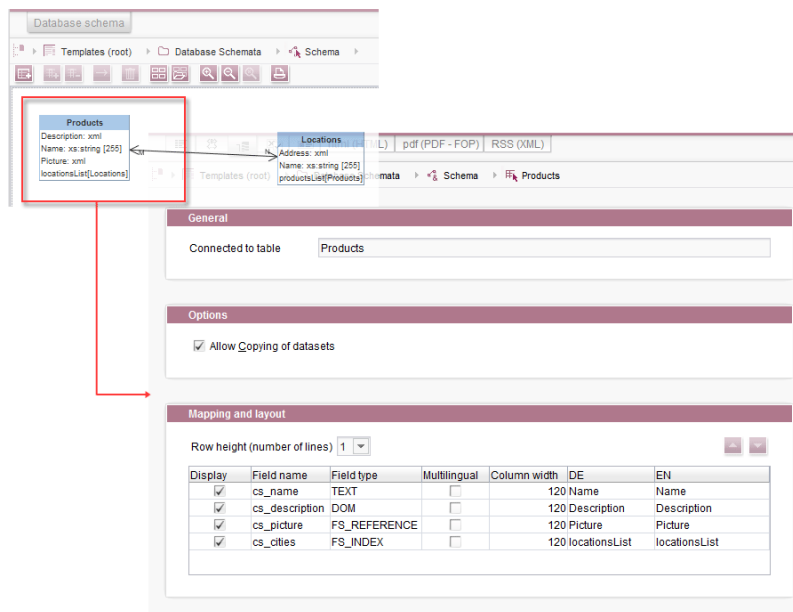 Database schema
Templates (root) Database Schemata Schema
Products
Description: xml
Name: xs:string [255]
Picture: xml
locationsList[Locations]
M
N
Locations
Address: xml
Name: xs:string [255]
productsList[Products]
L) pdf (PDF - FOP) RSS (XML)
Templates (root) Schemata Schema Products
General
Connected to table Products
Options
Allow Copying of datasets
Mapping and layout
Row height (number of lines) 1
Display Field name Field type Multilingual Column width DE EN
cs_name TEXT 120 Name Name
cs_description DOM 120 Description Description
cs_picture FS_REFERENCE 120 Picture Picture
cs_cities FS_INDEX 120 locationsList locationsList